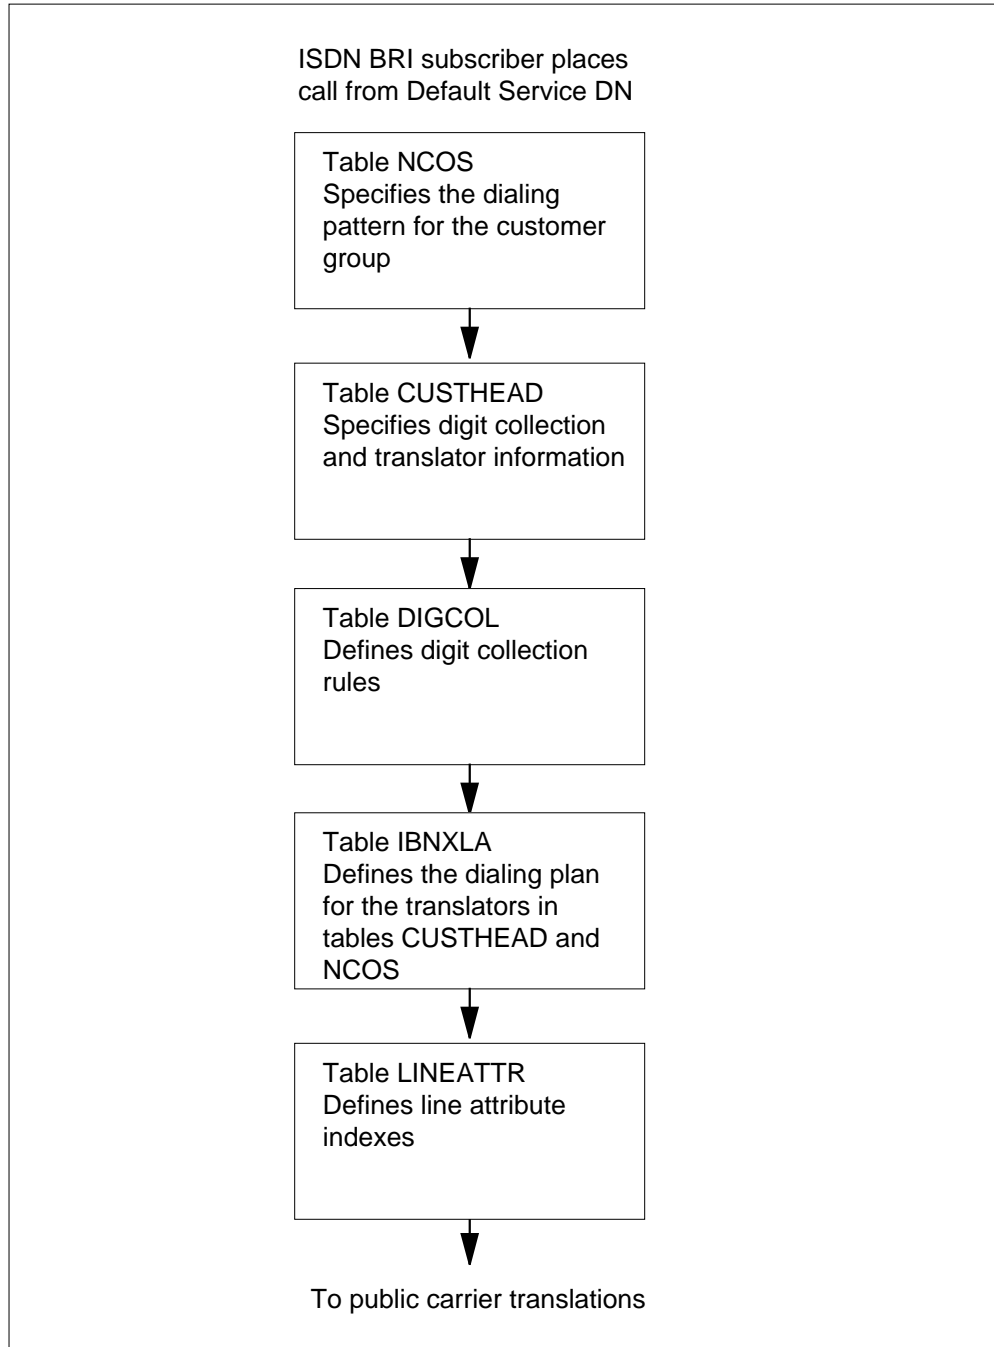 ISDN BRI subscriber places
call from Default Service DN
Table NCOS
Specifies the dialing
pattern for the customer
group
Table CUSTHEAD
Specifies digit collection
and translator information
Table DIGCOL
Defines digit collection
rules
Table IBNXLA
Defines the dialing plan
for the translators in
tables CUSTHEAD and
NCOS
Table LINEATTR
Defines line attribute
indexes
To public carrier translations